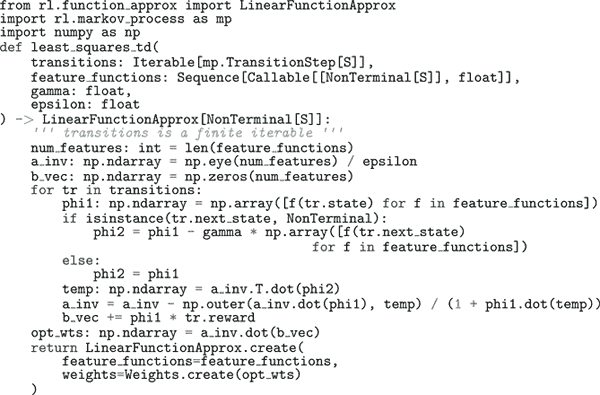 from rl.function_approx import LinearFunctionApprox
import rl.markov_process as mp
import numpy as np
def least_squares_td(
    transitions: Iterable[mp.TransitionStep[S]],
    feature_functions: Sequence[Callable[[NonTerminal[S]], float]],
    gamma: float,
    epsilon: float
) -> LinearFunctionApprox[NonTerminal[S]]:
    ''' transitions is a finite iterable '''
    num_features: int = len(feature_functions)
    a_inv: np.ndarray = np.eye(num_features) / epsilon
    b_vec: np.ndarray = np.zeros(num_features)
    for tr in transitions:
        phi1: np.ndarray = np.array([f(tr.state) for f in feature_functions])
        if isinstance(tr.next_state, NonTerminal):
            phi2 = phi1 - gamma * np.array([f(tr.next_state)
                                            for f in feature_functions])
        else:
            phi2 = phi1
        temp: np.ndarray = a_inv.T.dot(phi2)
        a_inv = a_inv - np.outer(a_inv.dot(phi1), temp) / (1 + phi1.dot(temp))
        b_vec += phi1 * tr.reward
    opt_wts: np.ndarray = a_inv.dot(b_vec)
    return LinearFunctionApprox.create(
        feature_functions=feature_functions,
        weights=Weights.create(opt_wts)
    )